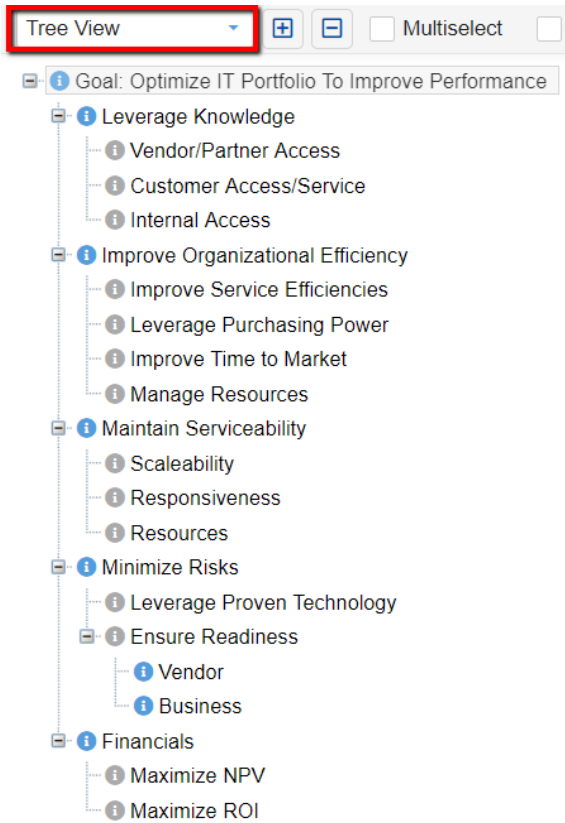 Tree View Multiselect
Goal: Optimize IT Portfolio To Improve Performance
Leverage Knowledge
Vendor/Partner Access
Customer Access/Service
Internal Access
Improve Organizational Efficiency
Improve Service Efficiencies
Leverage Purchasing Power
Improve Time to Market
Manage Resources
Maintain Serviceability
Scaleability
Responsiveness
Resources
Minimize Risks
Leverage Proven Technology
Ensure Readiness
Vendor
Business
Financials
Maximize NPV
Maximize ROI